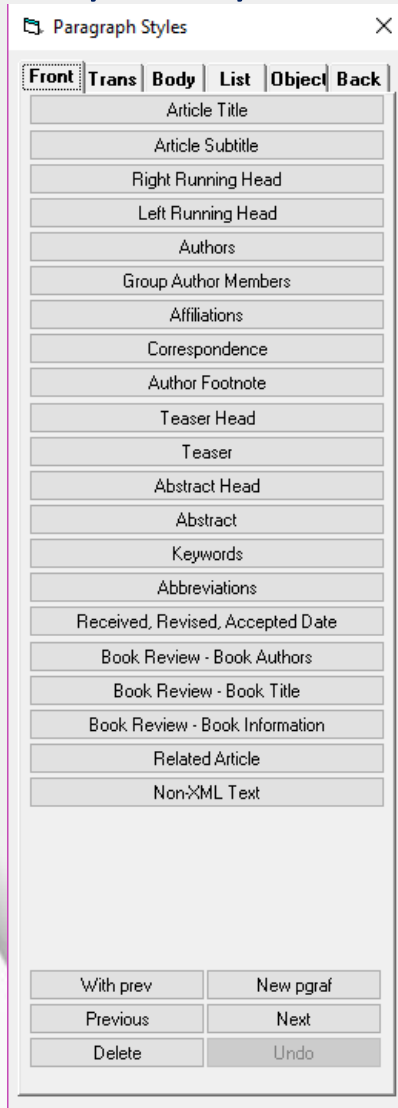 Paragraph Styles
Front Trans Body List Object Back
Article Title
Article Subtitle
Right Running Head
Left Running Head
Authors
Group Author Members
Affiliations
Correspondence
Author Footnote
Teaser Head
Teaser
Abstract Head
Abstract
Keywords
Abbreviations
Received, Revised, Accepted Date
Book Review - Book Authors
Book Review - Book Title
Book Review - Book Information
Related Article
Non-XML Text
With prev New pgraf
Previous Next
Delete Undo